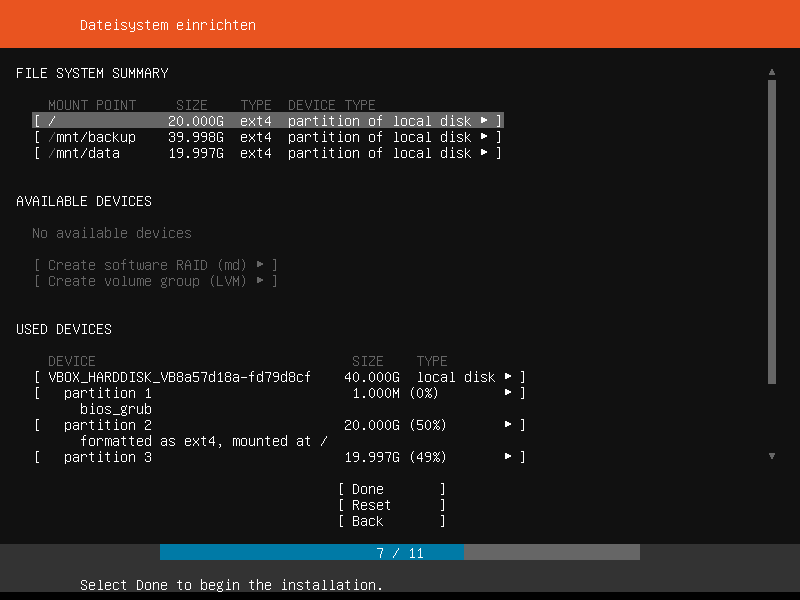 Dateisystem einrichten
FILE SYSTEM SUMMARY
MOUNT POINT SIZE TYPE DEVICE TYPE
[ / 20.000G ext4 partition of local disk ► ]
[ /mnt/backup 39.998G ext4 partition of local disk ► ]
[ /mnt/data 19.997G ext4 partition of local disk ► ]
AVAILABLE DEVICES
No available devices
[ Create software RAID (md) ► ]
[ Create volume group (LVM) ► ]
USED DEVICES
DEVICE SIZE TYPE
[ VBOX_HARDDISK_VB8a57d18a-fd79d8cf 40.000G local disk ► ]
[ partition 1 1.000M (0%) ► ]
bios_grub
[ partition 2 20.000G (50%) ► ]
formatted as ext4, mounted at /
[ partition 3 19.997G (49%) ► ]
[ Done ]
[ Reset ]
[ Back ]
7 / 11
Select Done to begin the installation.